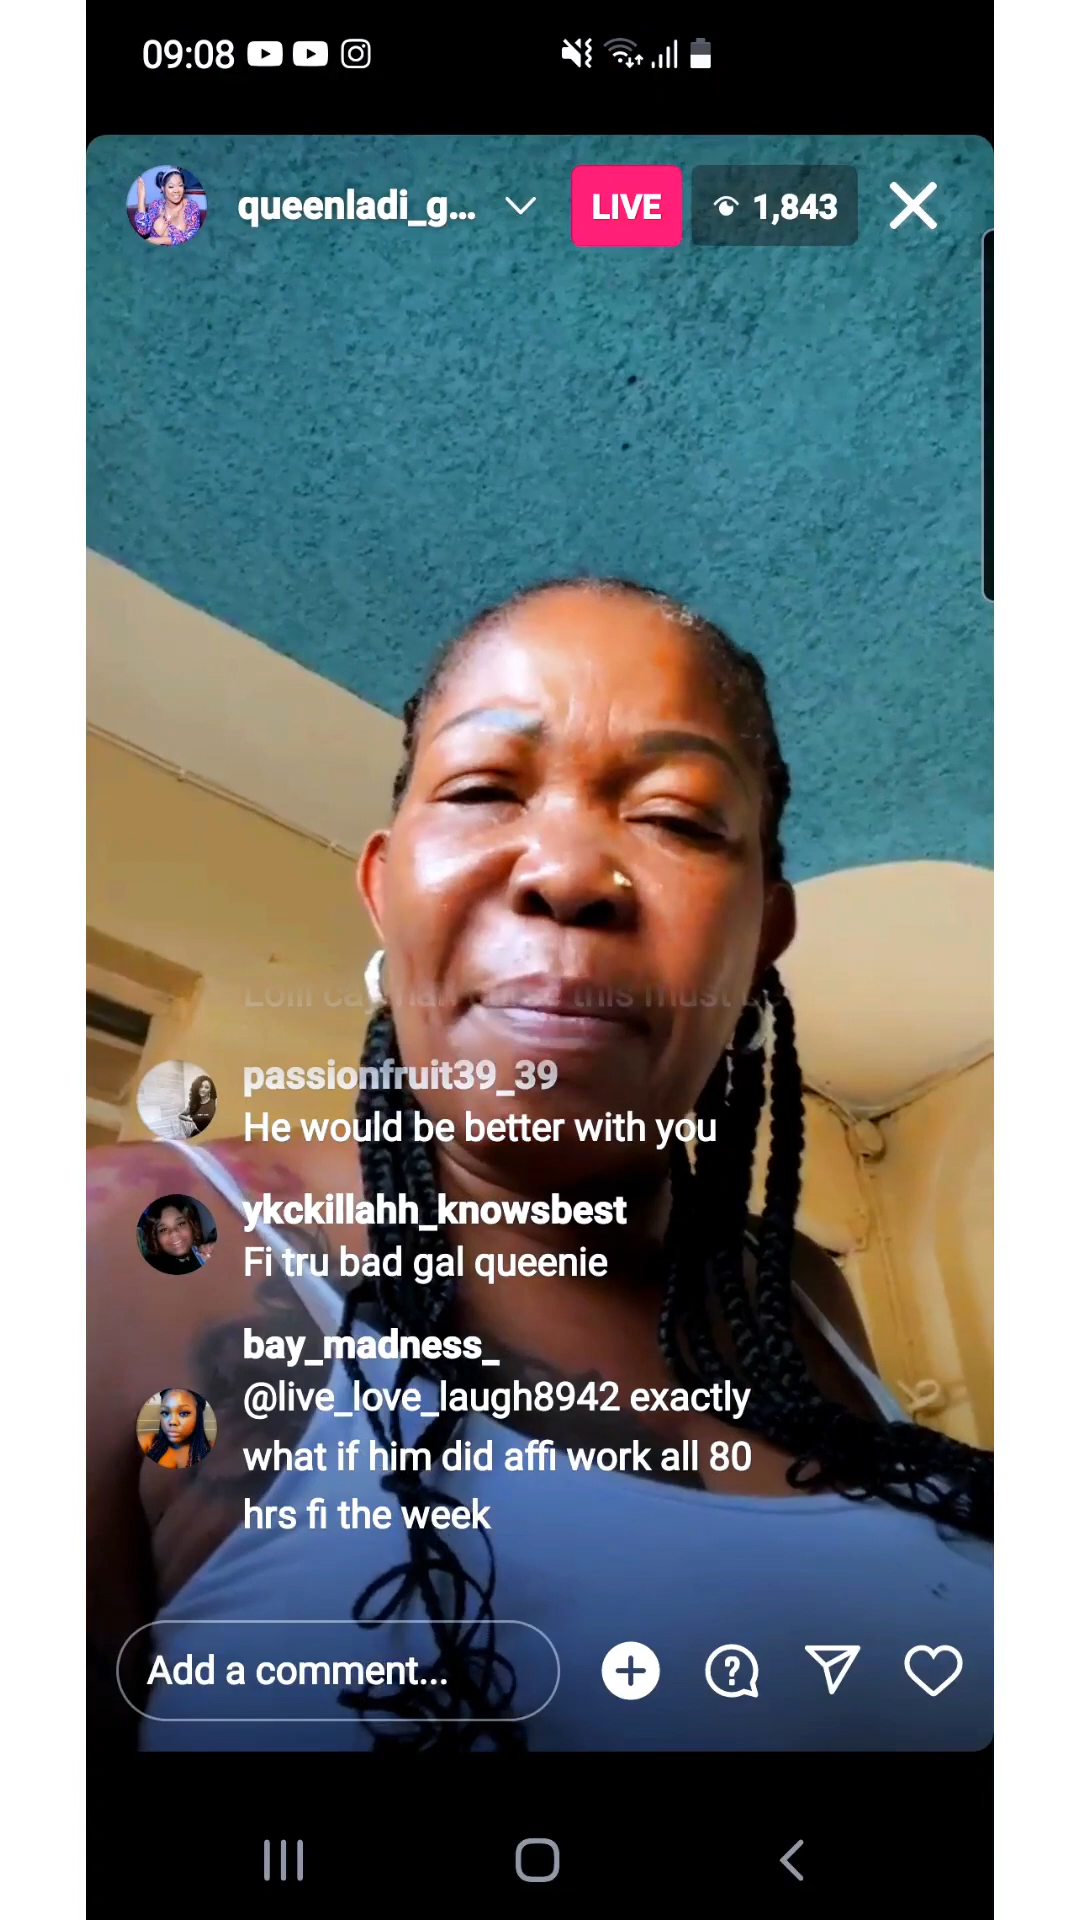 09:08
queenladi_g...
LIVE
1,843
passionfruit39_39
He would be better with you
ykckillahh_knowsbest
Fi tru bad gal queenie
bay_madness_
@live_love_laugh8942 exactly
what if him did affi work all 80
hrs fi the week
Add a comment...